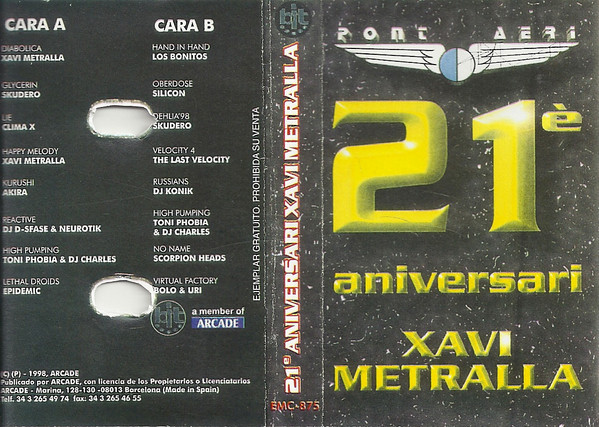 CARA A
DIABOLICA
XAVI METRALLA
GLYCERIN
SKUDERO
UE
CLIMA X
HAPPY MELODY
XAVI METRALLA
KURUSHI
AKIRA
REACTIVE
DJ D-SFASE & NEUROTIK
HIGH PUMPING
TONI PHOBIA & DJ CHARLES
LETHAL DROIDS
EPIDEMIC
CARA B
HAND IN HAND
LOS BONITOS
OBERDOSE
SILICON
DEHLIA'98
SKUDERO
VELOCITY 4
THE LAST VELOCITY
RUSSIANS
DJ KONIK
HIGH PUMPING
TONI PHOBIA
& DJ CHARLES
NO NAME
SCORPION HEADS
VIRTUAL FACTORY
BOLO & URI
bit
a member of
ARCADE
(C) (P) - 1998, ARCADE
Publicado por ARCADE, con licencia de los Propietarios o Licenciatarios
ARCADE - Marina, 128-130 -08013 Barcelona (Made in Spain)
Telf. 34 3 265 49 74 fax: 34 3 265 46 55
EJEMPLAR GRATUITO. PROHIBIDA SU VENTA
bit
21è ANIVERSARI XAVI METRALLA
EMC-875
PONT AERI
21è
aniversari
XAVI
METRALLA